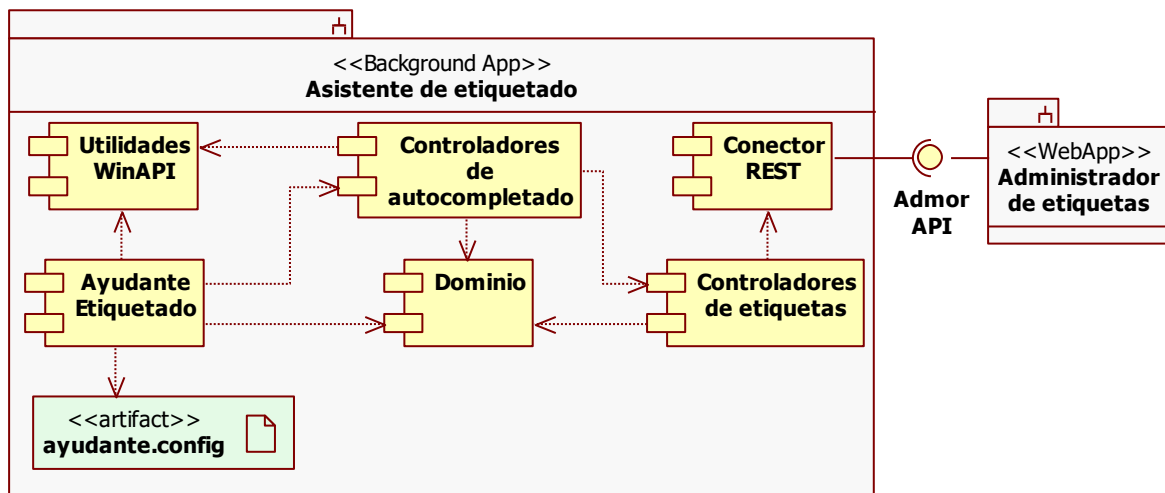 <<Background App>>
Asistente de etiquetado
Utilidades
WinAPI
Controladores
de
autocompletado
Conector
REST
Admor
API
<<WebApp>>
Administrador
de etiquetas
Ayudante
Etiquetado
Dominio
Controladores
de etiquetas
<<artifact>>
ayudante.config